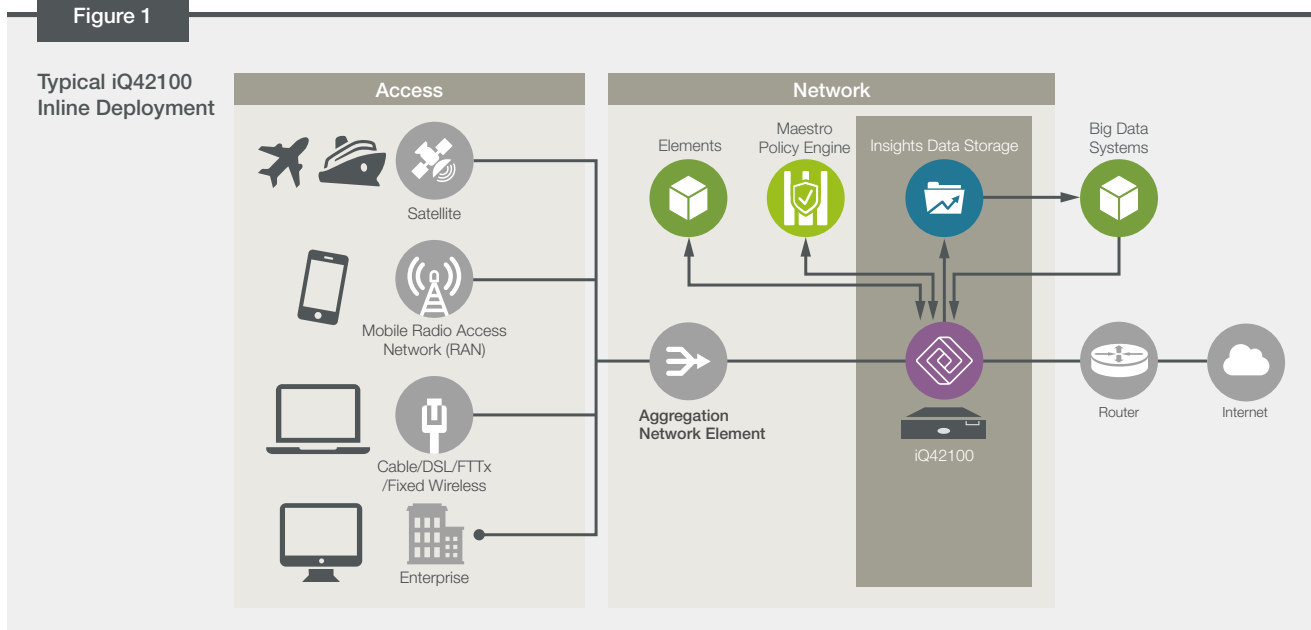 Figure 1
Typical iQ42100
Inline Deployment
Access
Satellite
Mobile Radio Access
Network (RAN)
Cable/DSL/FTTx
/Fixed Wireless
Enterprise
Network
Elements
Maestro
Policy Engine
Insights Data Storage
Big Data
Systems
Aggregation
Network Element
iQ42100
Router
Internet